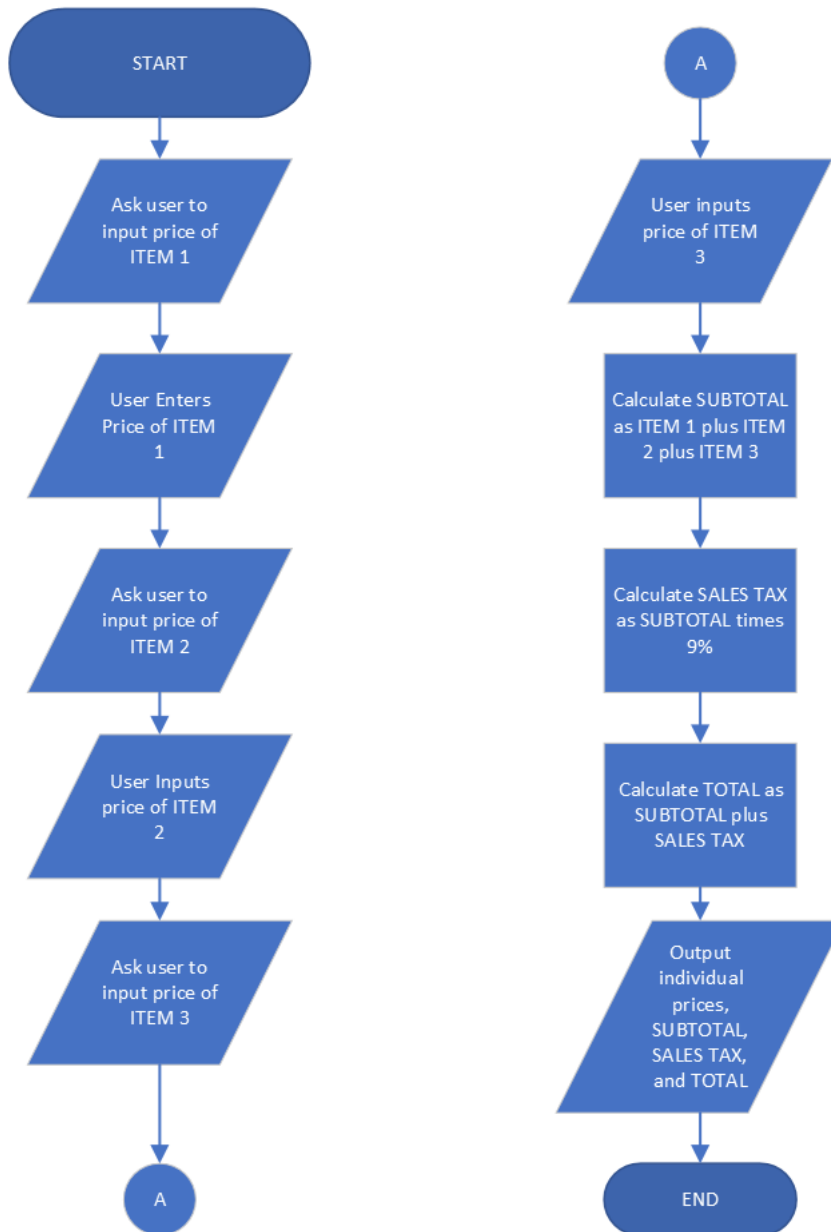 START
Ask user to
input price of
ITEM 1
User Enters
Price of ITEM
1
Ask user to
input price of
ITEM 2
User Inputs
price of ITEM
2
Ask user to
input price of
ITEM 3
A
A
User inputs
price of ITEM
3
Calculate SUBTOTAL
as ITEM 1 plus ITEM
2 plus ITEM 3
Calculate SALES TAX
as SUBTOTAL times
9%
Calculate TOTAL as
SUBTOTAL plus
SALES TAX
Output
individual
prices,
SUBTOTAL,
SALES TAX,
and TOTAL
END